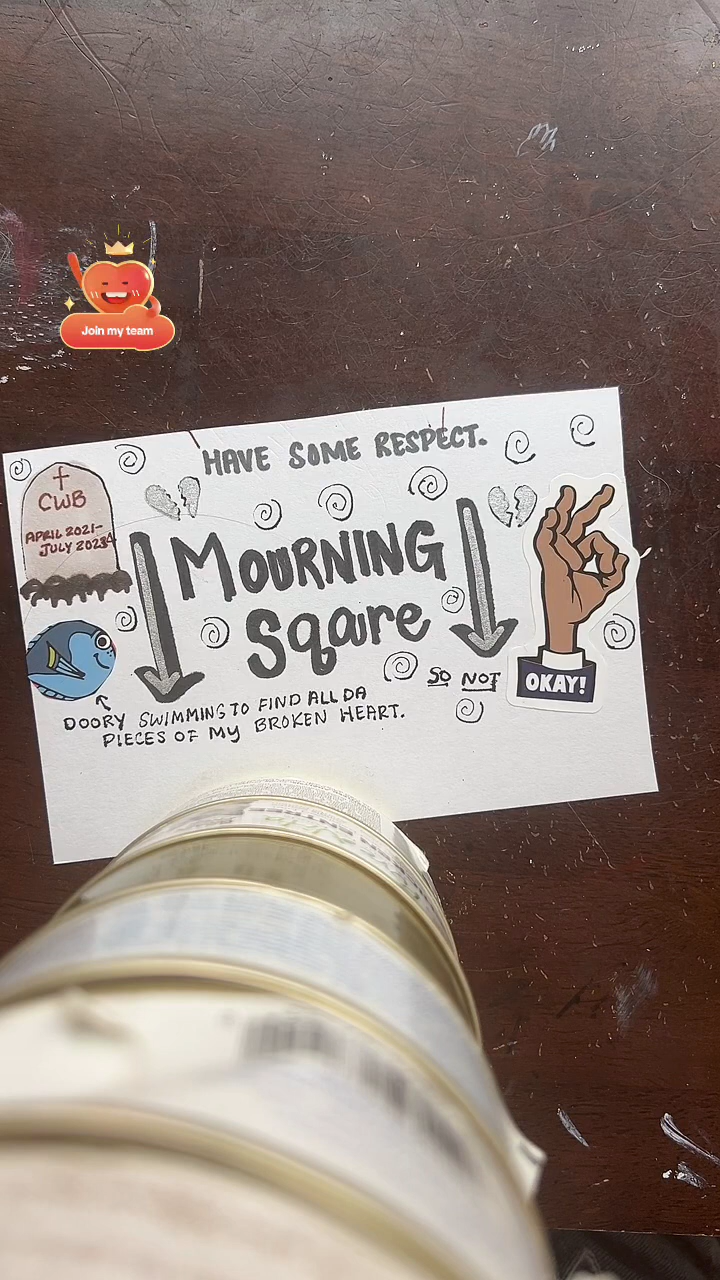 Join my team
HAVE SOME RESPECT.
CWB
APRIL 2021-
JULY 2023
MOURNING
Sqaure
SO NOT
OKAY!
DOORY SWIMMING TO FIND ALL DA
PIECES OF My BROKEN HEART.